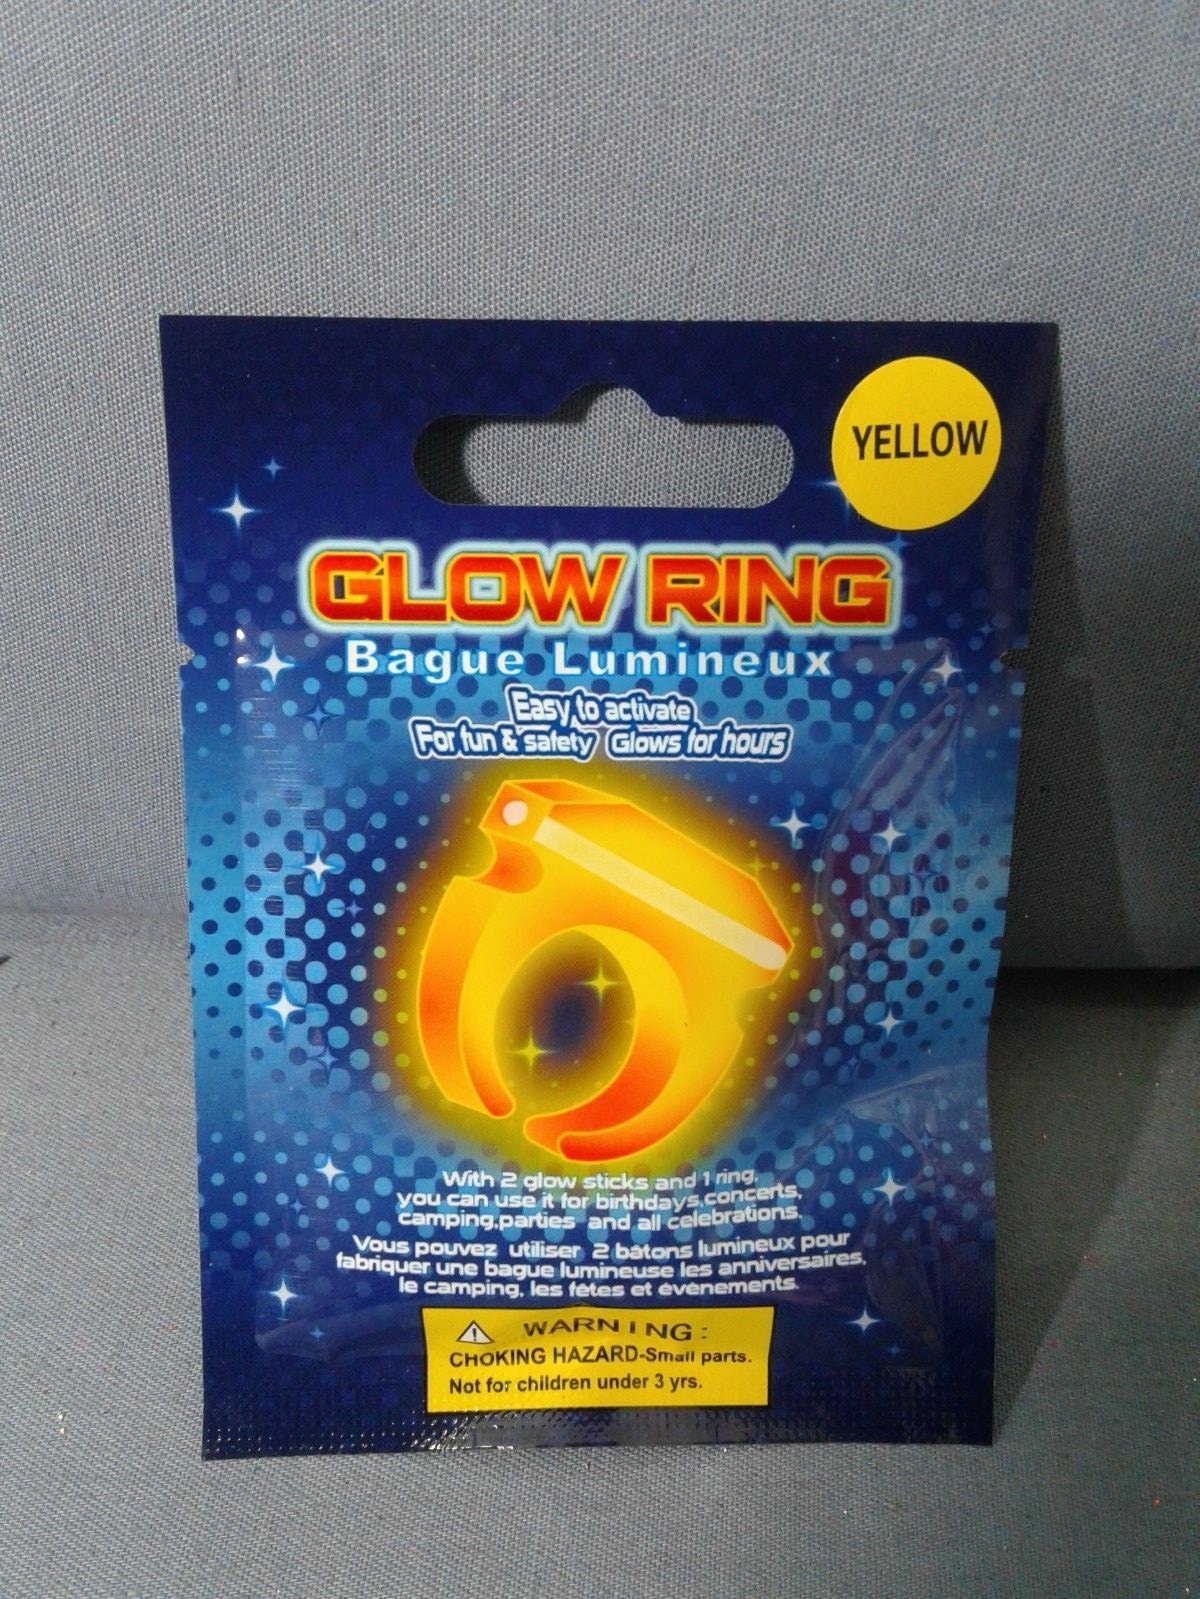 YELLOW
GLOW RING
Bague Lumineux
Easy to activate
For fun & safety Glows for hours
With 2 glow sticks and 1 ring,
you can use it for birthdays,concerts,
camping,parties and all celebrations.
Vous pouvez utiliser 2 bâtons lumineux pour
fabriquer une bague lumineuse les anniversaires,
le camping, les fêtes et évènements.
WARNING:
CHOKING HAZARD-Small parts.
Not for children under 3 yrs.